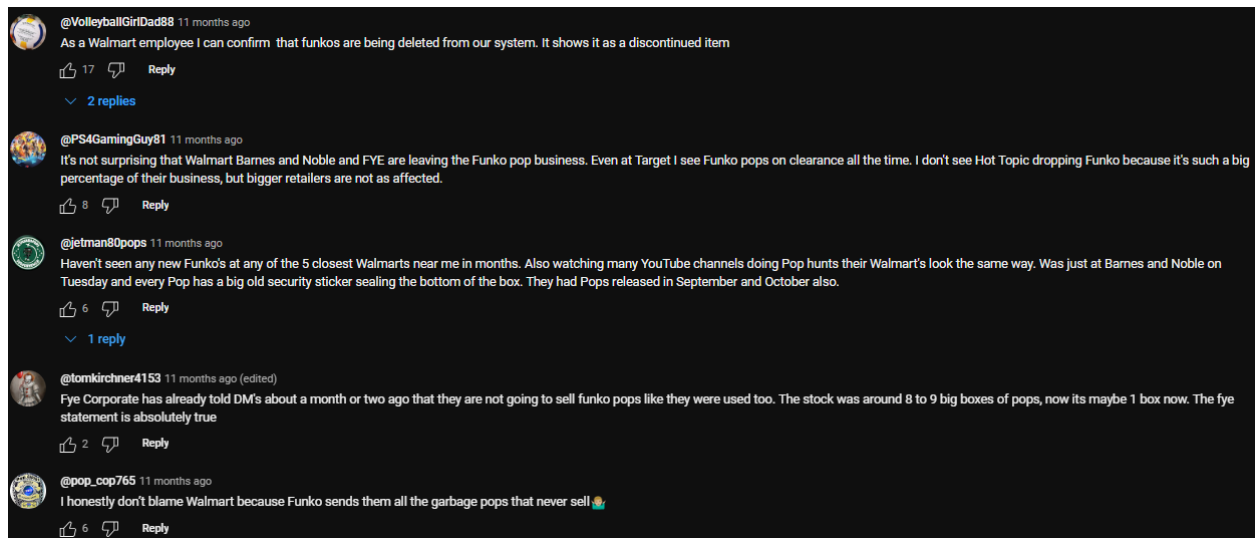 @VolleyballGirlDad88 11 months ago
As a Walmart employee I can confirm that funkos are being deleted from our system. It shows it as a discontinued item
17 Reply
2 replies
@PS4GamingGuy81 11 months ago
It's not surprising that Walmart Barnes and Noble and FYE are leaving the Funko pop business. Even at Target I see Funko pops on clearance all the time. I don't see Hot Topic dropping Funko because it's such a big
percentage of their business, but bigger retailers are not as affected.
8 Reply
@jetman80pops 11 months ago
Haven't seen any new Funko's at any of the 5 closest Walmarts near me in months. Also watching many YouTube channels doing Pop hunts their Walmart's look the same way. Was just at Barnes and Noble on
Tuesday and every Pop has a big old security sticker sealing the bottom of the box. They had Pops released in September and October also.
6 Reply
1 reply
@tomkirchner4153 11 months ago (edited)
Fye Corporate has already told DM's about a month or two ago that they are not going to sell funko pops like they were used too. The stock was around 8 to 9 big boxes of pops, now its maybe 1 box now. The fye
statement is absolutely true
2 Reply
@pop_cop765 11 months ago
I honestly don't blame Walmart because Funko sends them all the garbage pops that never sell🤷🏼‍♂️
6 Reply